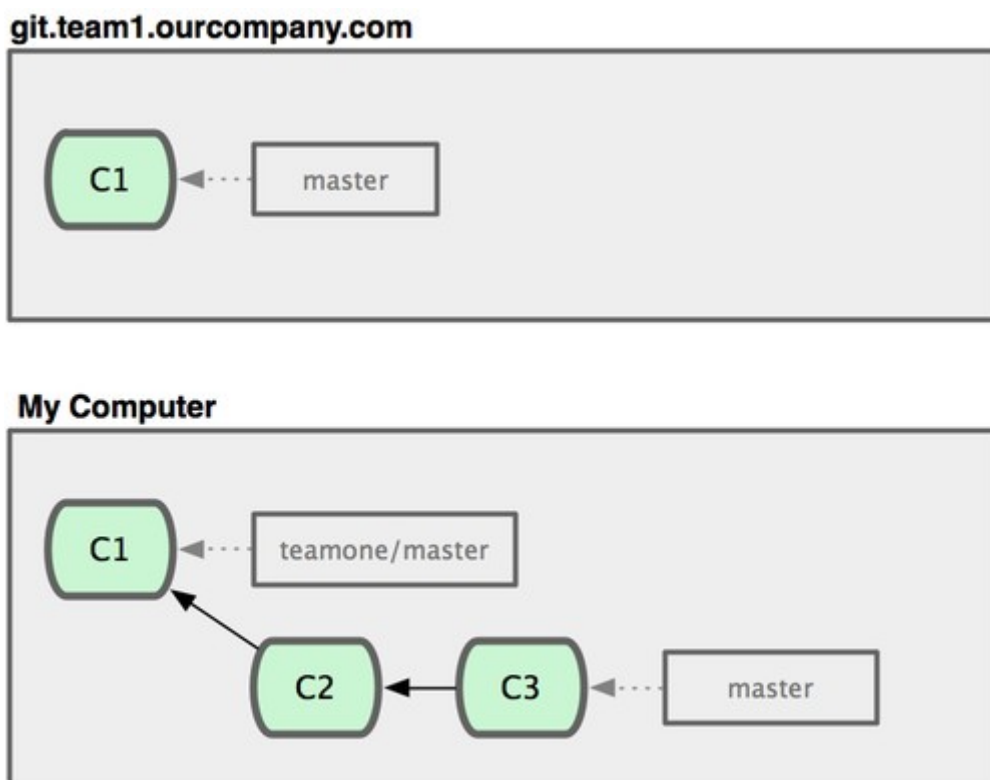 git.team1.ourcompany.com
C1
master
My Computer
C1
teamone/master
C2
C3
master